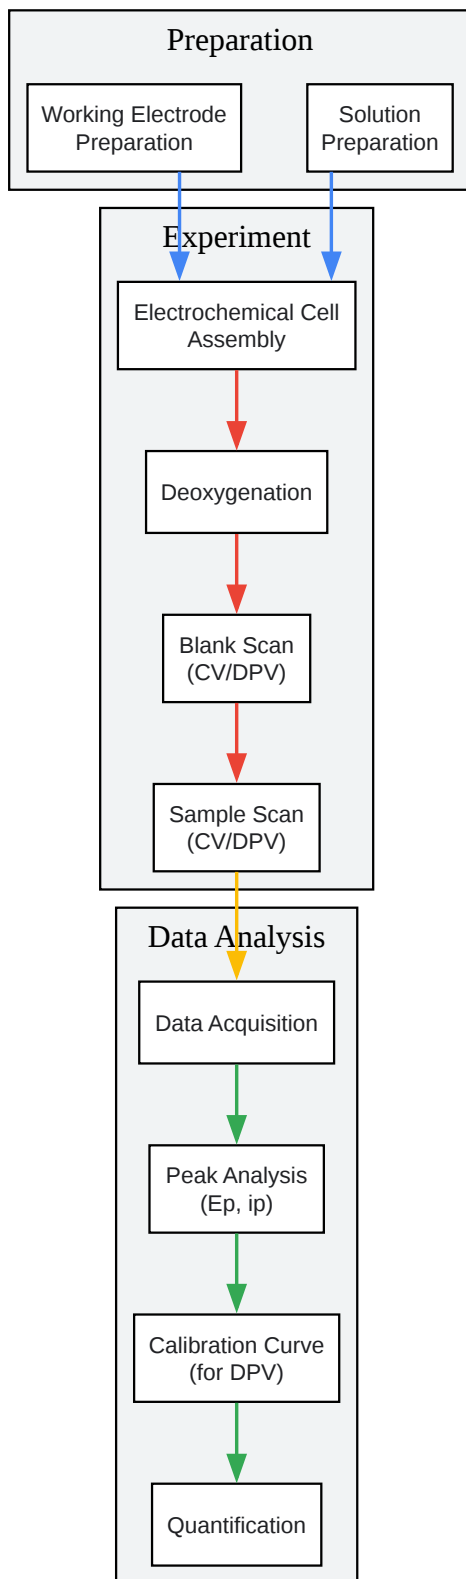 Preparation
Working Electrode
Preparation
Solution
Preparation
Experiment
Electrochemical Cell
Assembly
Deoxygenation
Blank Scan
(CV/DPV)
Sample Scan
(CV/DPV)
Data Analysis
Data Acquisition
Peak Analysis
(Ep, ip)
Calibration Curve
(for DPV)
Quantification